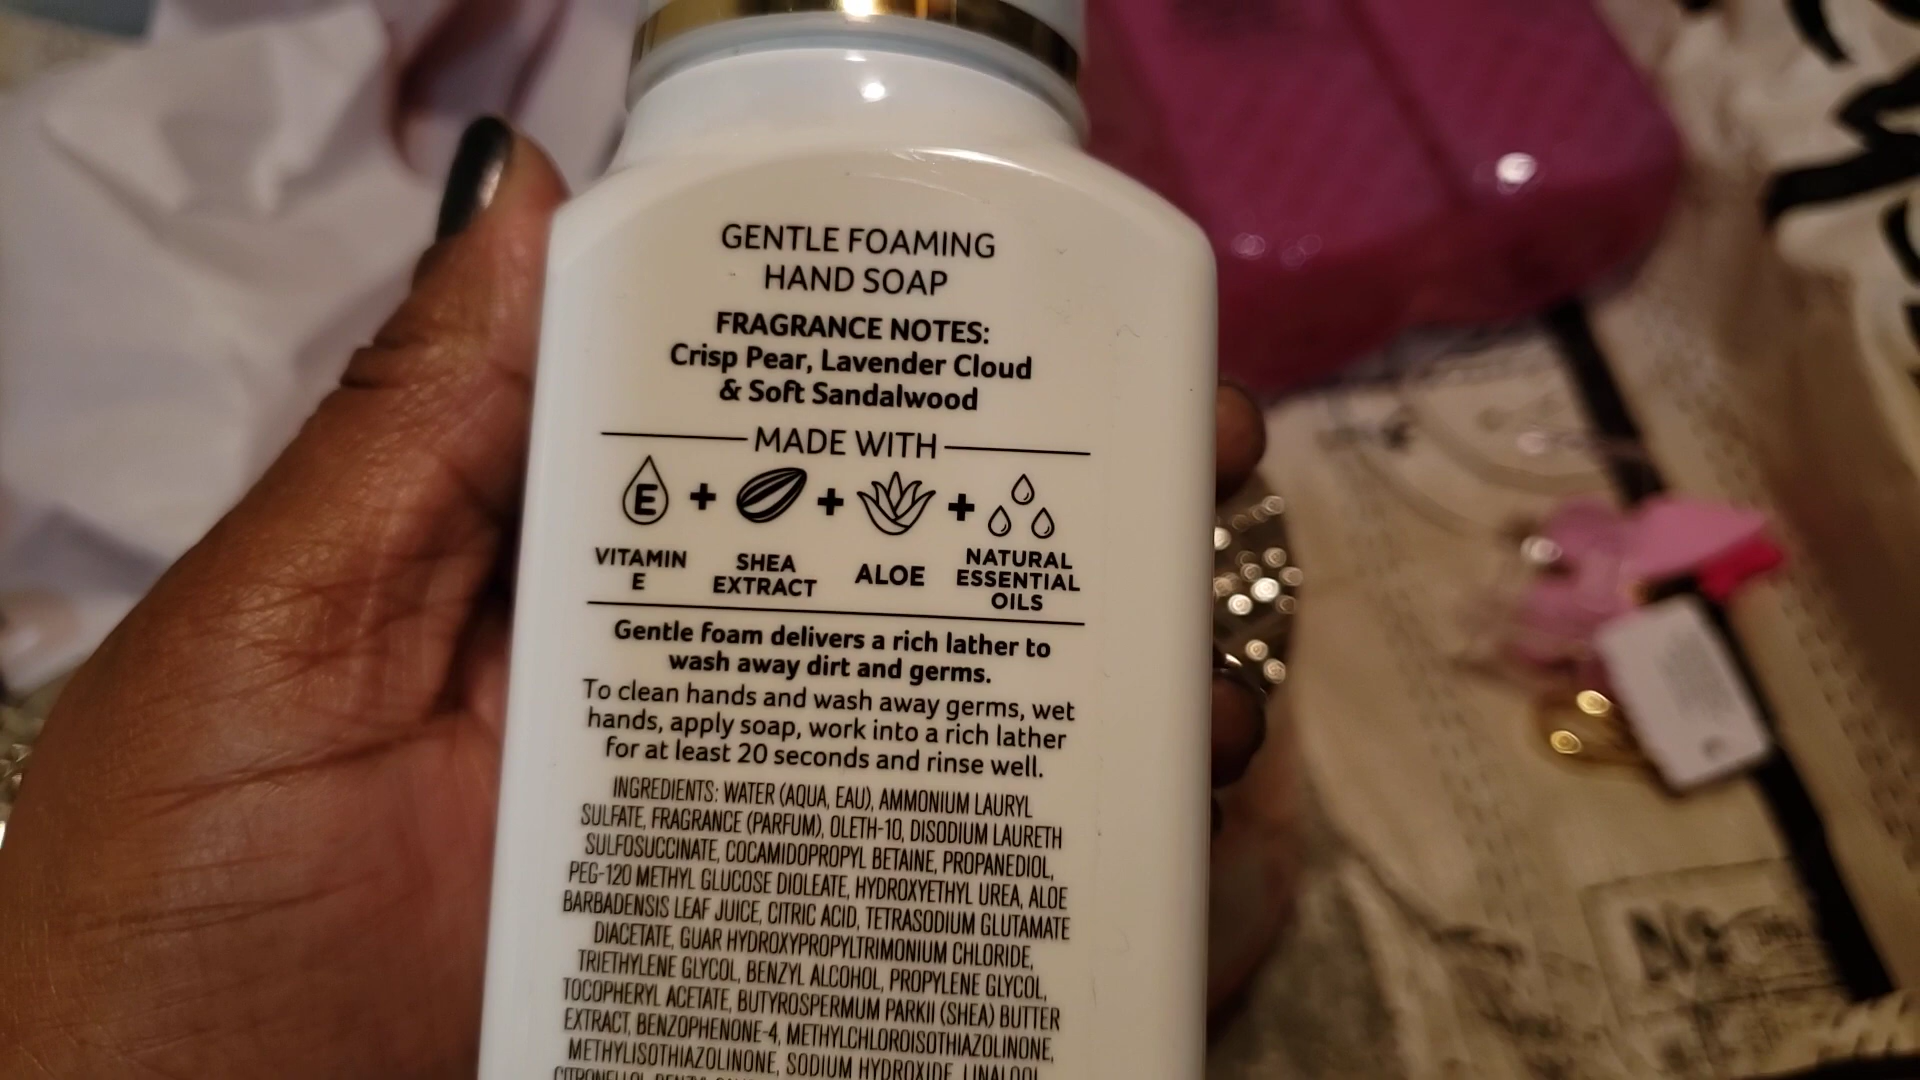 GENTLE FOAMING
HAND SOAP
FRAGRANCE NOTES:
Crisp Pear, Lavender Cloud
& Soft Sandalwood
MADE WITH
E + + +
VITAMIN
E
SHEA
EXTRACT
ALOE
NATURAL
ESSENTIAL
OILS
Gentle foam delivers a rich lather to
wash away dirt and germs.
To clean hands and wash away germs, wet
hands, apply soap, work into a rich lather
for at least 20 seconds and rinse well.
INGREDIENTS: WATER (AQUA, EAU), AMMONIUM LAURYL
SULFATE, FRAGRANCE (PARFUM), OLETH-10, DISODIUM LAURETH
SULFOSUCCINATE, COCAMIDOPROPYL BETAINE, PROPANEDIOL,
PEG-120 METHYL GLUCOSE DIOLEATE, HYDROXYETHYL UREA, ALOE
BARBADENSIS LEAF JUICE, CITRIC ACID, TETRASODIUM GLUTAMATE
DIACETATE, GUAR HYDROXYPROPYLTRIMONIUM CHLORIDE,
TRIETHYLENE GLYCOL, BENZYL ALCOHOL, PROPYLENE GLYCOL,
TOCOPHERYL ACETATE, BUTYROSPERMUM PARKII (SHEA) BUTTER
EXTRACT, BENZOPHENONE-4, METHYLCHLOROISOTHIAZOLINONE,
METHYLISOTHIAZOLINONE, SODIUM HYDROXIDE, LINALOOL,